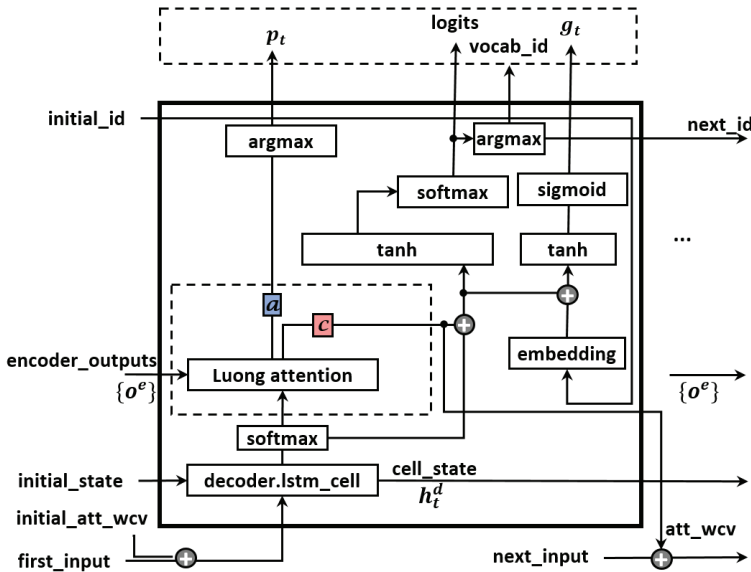 logits
p_t
g_t
vocab_id
initial_id
argmax
argmax
next_id
softmax
sigmoid
tanh
tanh
...
a
c
encoder_outputs
{o^e}
Luong attention
embedding
{o^e}
softmax
initial_state
decoder.lstm_cell
cell_state
h_t^d
initial_att_wcv
att_wcv
first_input
next_input
+
+
+
+